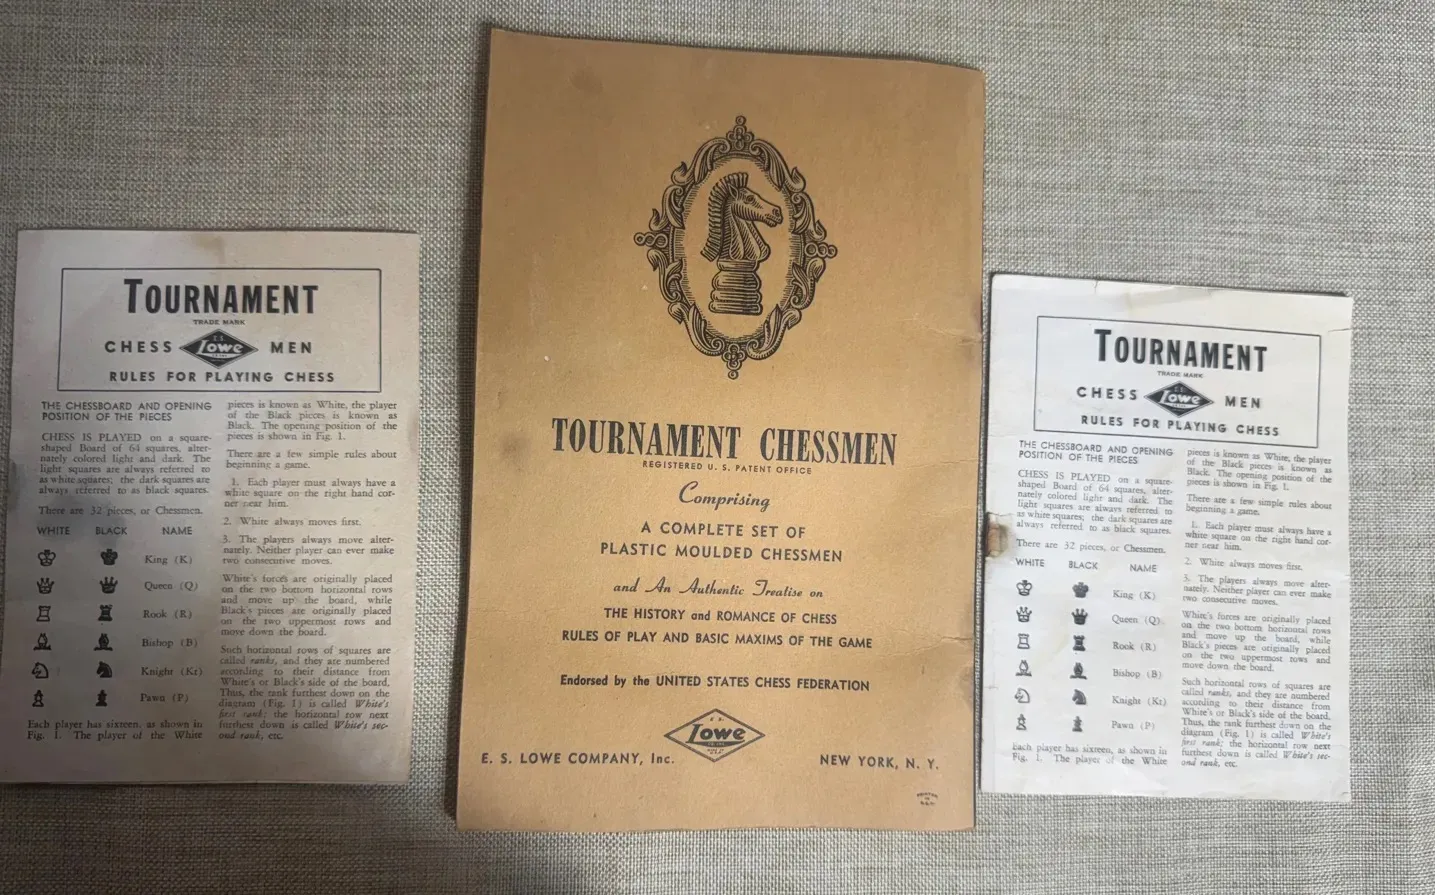 TOURNAMENT
TRADE MARK
CHESS E.S. Lowe MEN
RULES FOR PLAYING CHESS
THE CHESSBOARD AND OPENING
POSITION OF THE PIECES
CHESS IS PLAYED on a square-
shaped Board of 64 squares, alter-
nately colored light and dark. The
light squares are always referred to
as white squares; the dark squares are
always referred to as black squares.
There are 32 pieces, or Chessmen.
WHITE BLACK NAME
King (K)
Queen (Q)
Rook (R)
Bishop (B)
Knight (Kt)
Pawn (P)
Each player has sixteen, as shown in
Fig. 1. The player of the White
pieces is known as White, the player
of the Black pieces is known as
Black. The opening position of the
pieces is shown in Fig. 1.
There are a few simple rules about
beginning a game.
1. Each player must always have a
white square on the right hand cor-
ner near him.
2. White always moves first.
3. The players move alter-
nately. Neither player can ever make
two consecutive moves.
White's forces are originally placed
on the two bottom horizontal rows
and move up the board, while
Black's pieces are originally placed
on the two uppermost rows and
move down the board.
Such horizontal rows of squares are
called ranks, and they are numbered
according to their distance from
White's or Black's side of the board.
Thus, the rank furthest down on the
diagram (Fig. 1) is called White's
first rank; the horizontal row next
furthest down is called White's sec-
ond rank, etc.
TOURNAMENT CHESSMEN
REGISTERED U. S. PATENT OFFICE
Comprising
A COMPLETE SET OF
PLASTIC MOULDED CHESSMEN
and An Authentic Treatise on
THE HISTORY and ROMANCE OF CHESS
RULES OF PLAY AND BASIC MAXIMS OF THE GAME
Endorsed by the UNITED STATES CHESS FEDERATION
E. S.
Lowe
E. S. LOWE COMPANY, Inc. NEW YORK, N. Y.
PRINTED
IN
U.S.A.
TOURNAMENT
TRADE MARK
CHESS E.S. Lowe MEN
RULES FOR PLAYING CHESS
THE CHESSBOARD AND OPENING
POSITION OF THE PIECES
CHESS IS PLAYED on a square-
shaped Board of 64 squares, alter-
nately colored light and dark. The
light squares are always referred to
as white squares; the dark squares are
always referred to as black squares.
There are 32 pieces, or Chessmen.
WHITE BLACK NAME
King (K)
Queen (Q)
Rook (R)
Bishop (B)
Knight (Kt)
Pawn (P)
Each player has sixteen, as shown in
Fig. 1. The player of the White
pieces is known as White, the player
of the Black pieces is known as
Black. The opening position of the
pieces is shown in Fig. 1.
There are a few simple rules about
beginning a game.
1. Each player must always have a
white square on the right hand cor-
ner near him.
2. White always moves first.
3. The players move alter-
nately. Neither player can ever make
two consecutive moves.
White's forces are originally placed
on the two bottom horizontal rows
and move up the board, while
Black's pieces are originally placed
on the two uppermost rows and
move down the board.
Such horizontal rows of squares are
called ranks, and they are numbered
according to their distance from
White's or Black's side of the board.
Thus, the rank furthest down on the
diagram (Fig. 1) is called White's
first rank; the horizontal row next
furthest down is called White's sec-
ond rank, etc.